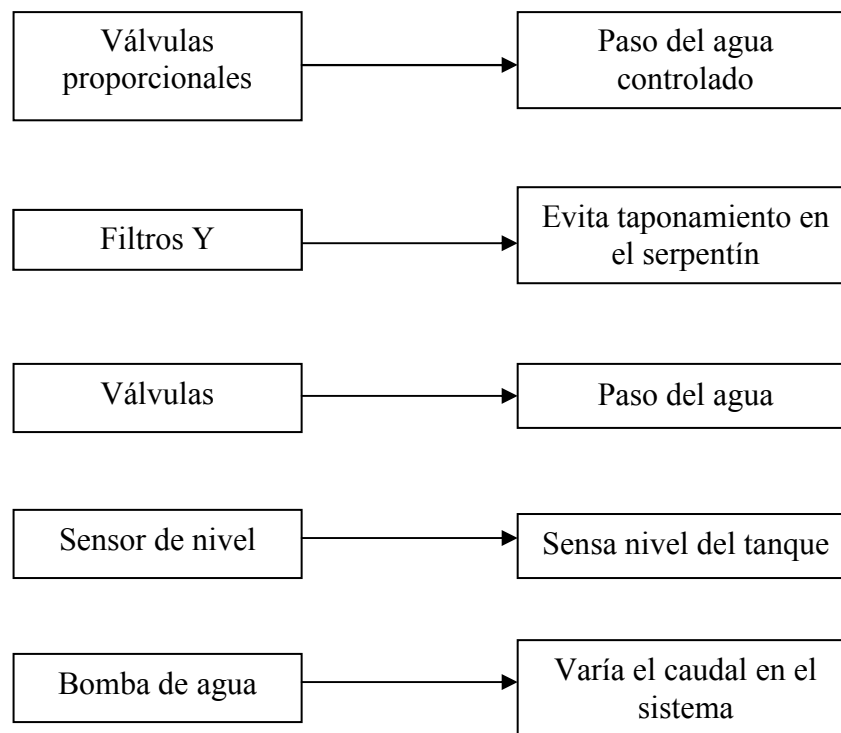 Válvulas
proporcionales
Paso del agua
controlado
Filtros Y
Evita taponamiento en
el serpentín
Válvulas
Paso del agua
Sensor de nivel
Sensa nivel del tanque
Bomba de agua
Varía el caudal en el
sistema